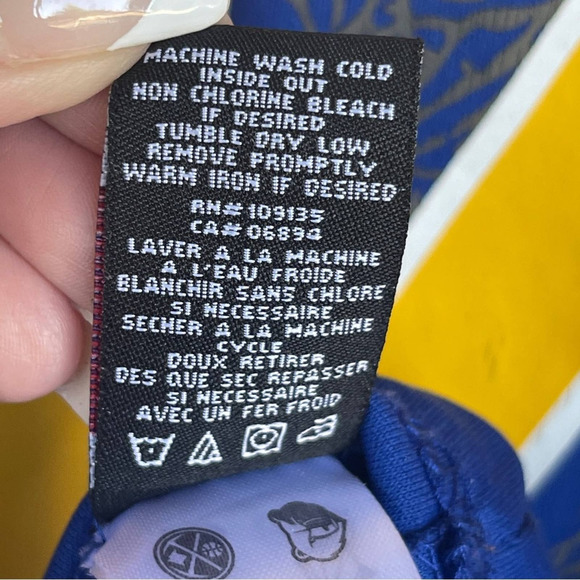 MACHINE WASH COLD
INSIDE OUT
NON CHLORINE BLEACH
IF DESIRED
TUMBLE DRY LOW
REMOVE PROMPTLY
WARM IRON IF DESIRED
RN# 109135
CA# 06894
LAVER A LA MACHINE
A L'EAU FROIDE
BLANCHIR SANS CHLORE
SI NECESSAIRE
SECHER A LA MACHINE
CYCLE
DOUX RETIRER
DES QUE SEC REPASSER
SI NECESSAIRE
AVEC UN FER FROID